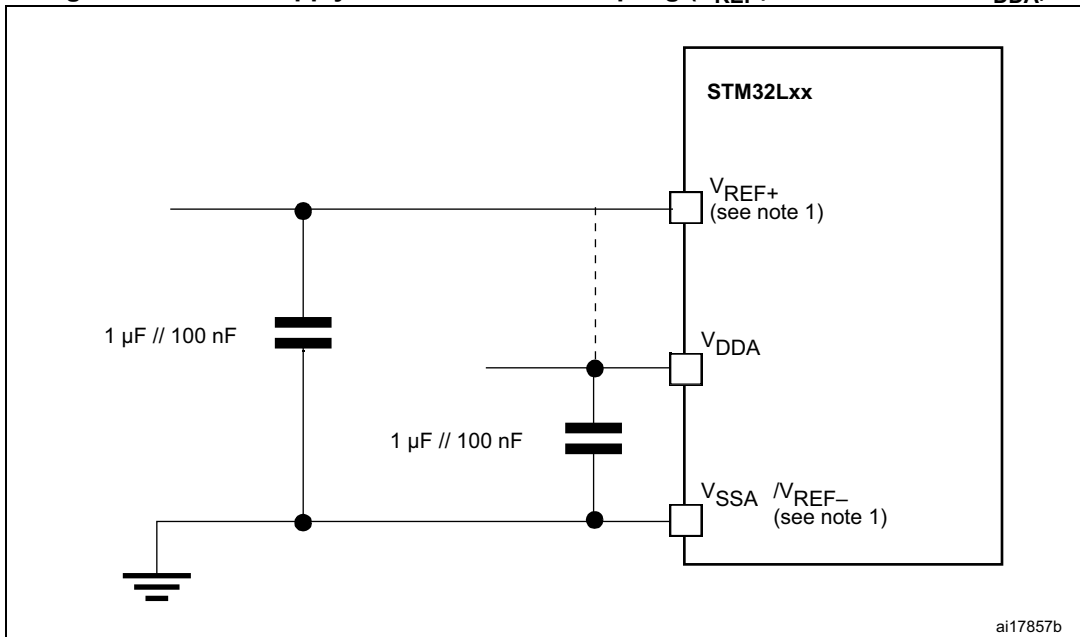 STM32Lxx
VREF+
(see note 1)
1 µF // 100 nF
VDDA
1 µF // 100 nF
VSSA /VREF–
(see note 1)
ai17857b